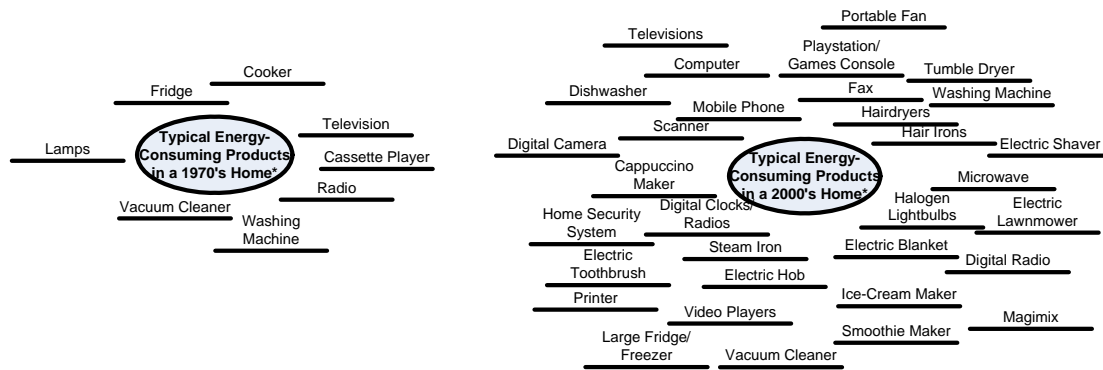 Cooker
Fridge
Typical Energy-
Consuming Products
in a 1970's Home*
Television
Lamps
Cassette Player
Radio
Vacuum Cleaner
Washing
Machine
Portable Fan
Televisions
Playstation/
Games Console
Computer
Tumble Dryer
Dishwasher
Fax
Washing Machine
Mobile Phone
Hairdryers
Scanner
Hair Irons
Digital Camera
Electric Shaver
Typical Energy-
Consuming Products
in a 2000's Home*
Cappuccino
Maker
Microwave
Home Security
System
Digital Clocks/
Radios
Halogen
Lightbulbs
Electric
Lawnmower
Steam Iron
Electric Blanket
Electric
Toothbrush
Digital Radio
Electric Hob
Printer
Ice-Cream Maker
Video Players
Magimix
Smoothie Maker
Large Fridge/
Freezer
Vacuum Cleaner